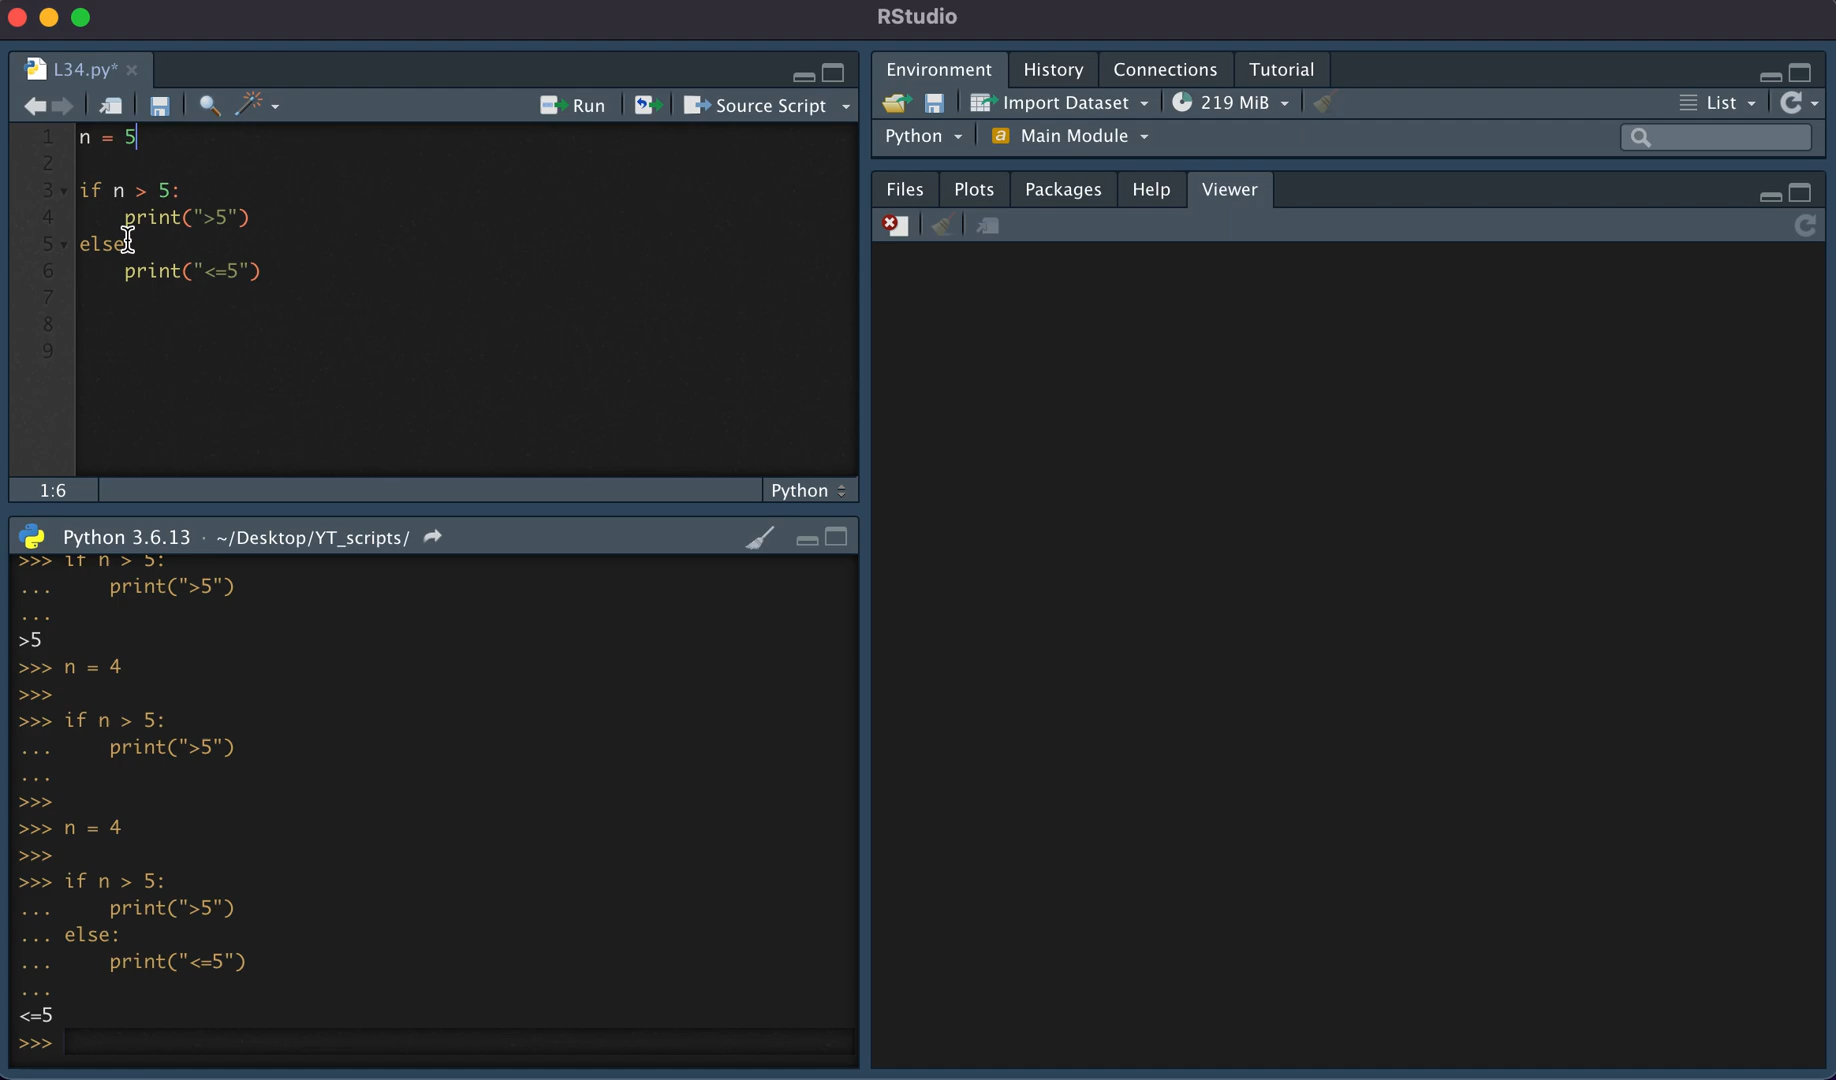 RStudio
L34.py*
Run
Source Script
1 n = 5
2
3 if n > 5:
4     print(">5")
5 else:
6     print("<=5")
7
8
9
1:6
Python
Python 3.6.13 · ~/Desktop/YT_scripts/
>>> if n > 5:
...     print(">5")
...
>5
>>> n = 4
>>>
>>> if n > 5:
...     print(">5")
...
>>>
>>> n = 4
>>>
>>> if n > 5:
...     print(">5")
... else:
...     print("<=5")
...
<=5
>>>
Environment History Connections Tutorial
Import Dataset 219 MiB List
Python Main Module
Files Plots Packages Help Viewer